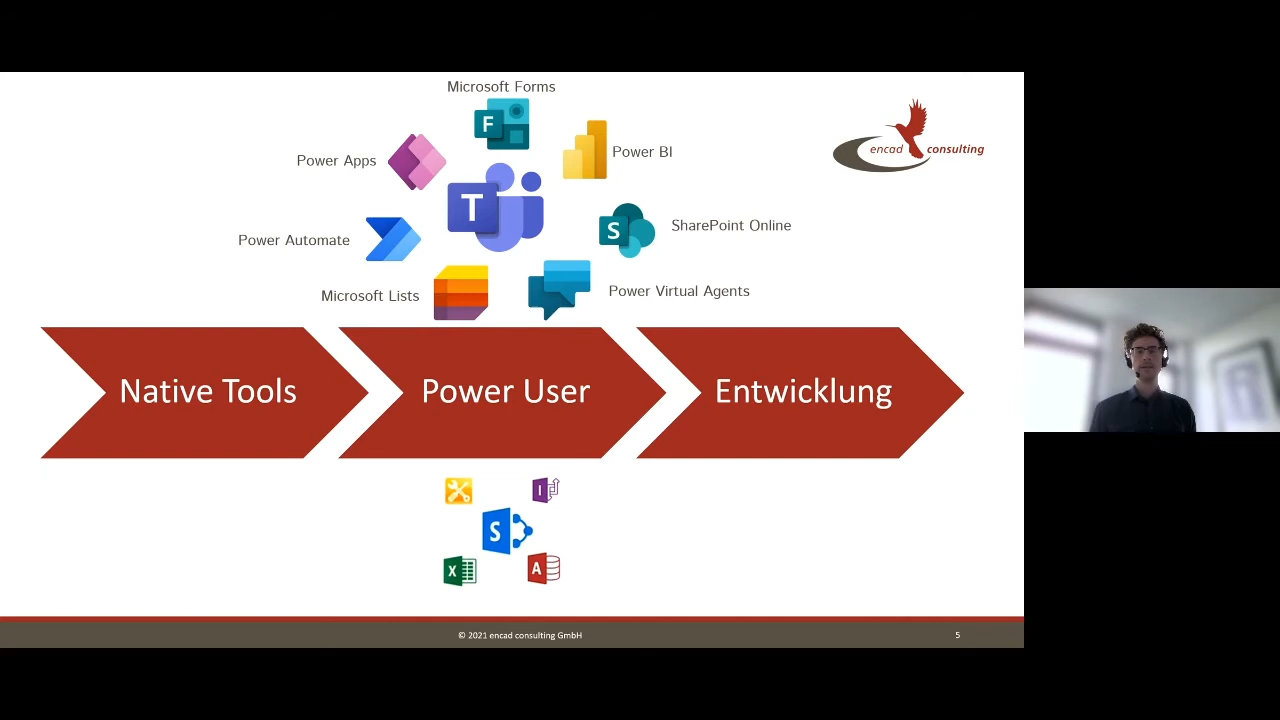 Microsoft Forms
F
Power Apps
Power BI
encad consulting
T
S
SharePoint Online
Power Automate
Microsoft Lists
Power Virtual Agents
Native Tools
Power User
Entwicklung
I
S
X
A
© 2021 encad consulting GmbH
5